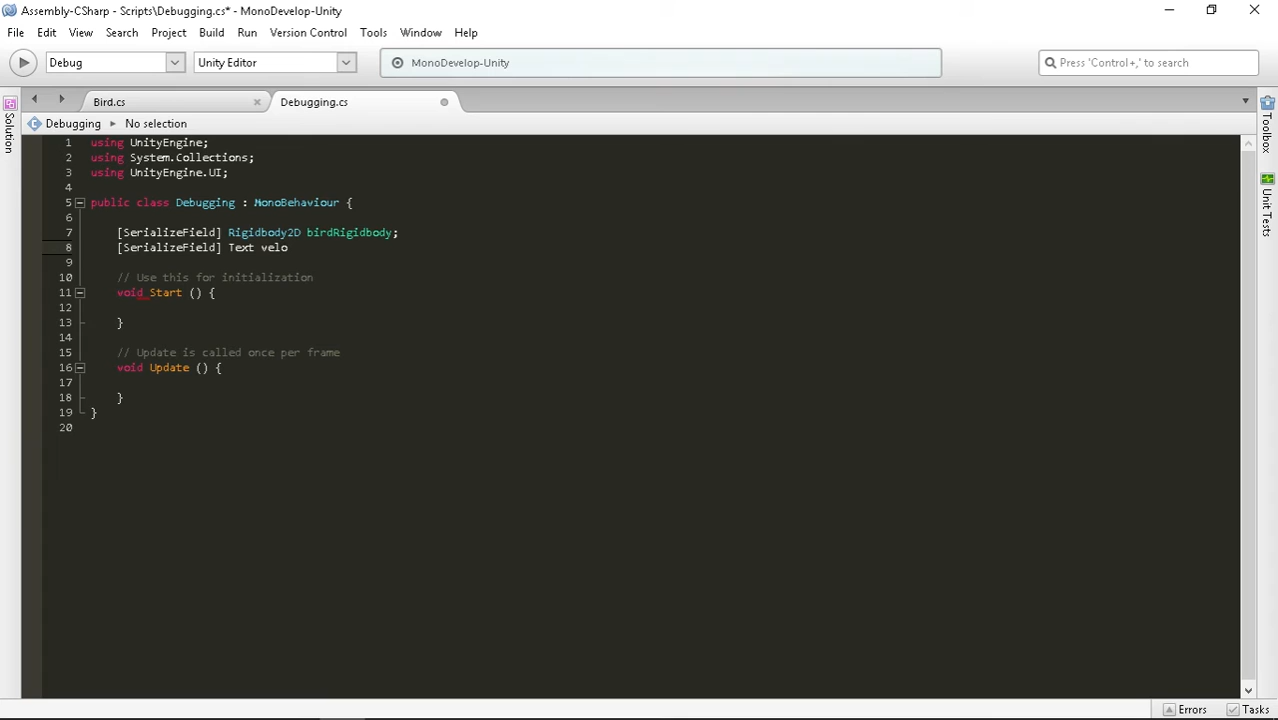 Assembly-CSharp - Scripts\Debugging.cs* - MonoDevelop-Unity
File Edit View Search Project Build Run Version Control Tools Window Help
Debug Unity Editor MonoDevelop-Unity Press 'Control+,' to search
Bird.cs Debugging.cs
Debugging No selection
Solution
Toolbox
Unit Tests
1 using UnityEngine;
2 using System.Collections;
3 using UnityEngine.UI;
4
5 public class Debugging : MonoBehaviour {
6
7 [SerializeField] Rigidbody2D birdRigidbody;
8 [SerializeField] Text velo
9
10 // Use this for initialization
11 void Start () {
12
13 }
14
15 // Update is called once per frame
16 void Update () {
17
18 }
19 }
20
Errors Tasks